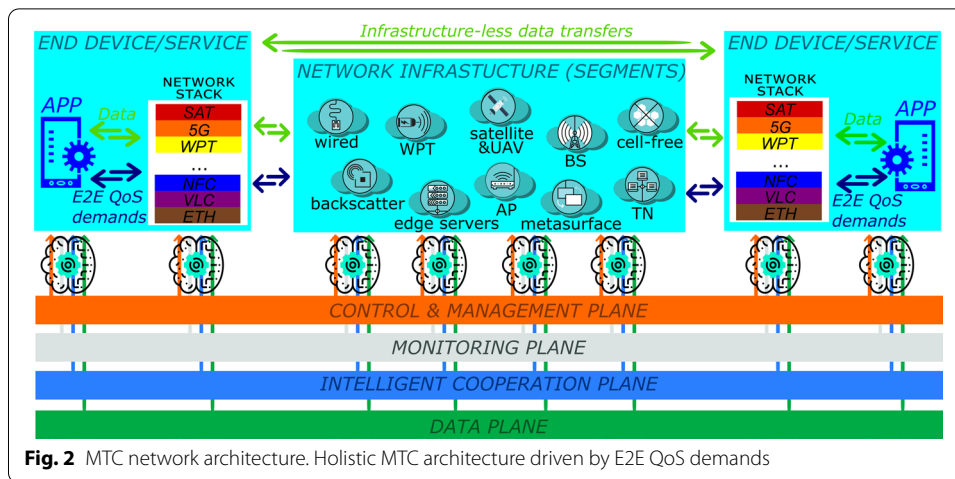 Infrastructure-less data transfers
END DEVICE/SERVICE
END DEVICE/SERVICE
NETWORK INFRASTUCTURE (SEGMENTS)
NETWORK
STACK
APP
Data
SAT
5G
WPT
...
NFC
VLC
ETH
E2E QoS
demands
wired
WPT
satellite
&UAV
BS
cell-free
backscatter
edge servers
AP
metasurface
TN
NETWORK
STACK
SAT
5G
WPT
...
NFC
VLC
ETH
Data
APP
E2E QoS
demands
CONTROL & MANAGEMENT PLANE
MONITORING PLANE
INTELLIGENT COOPERATION PLANE
DATA PLANE
Fig. 2 MTC network architecture. Holistic MTC architecture driven by E2E QoS demands